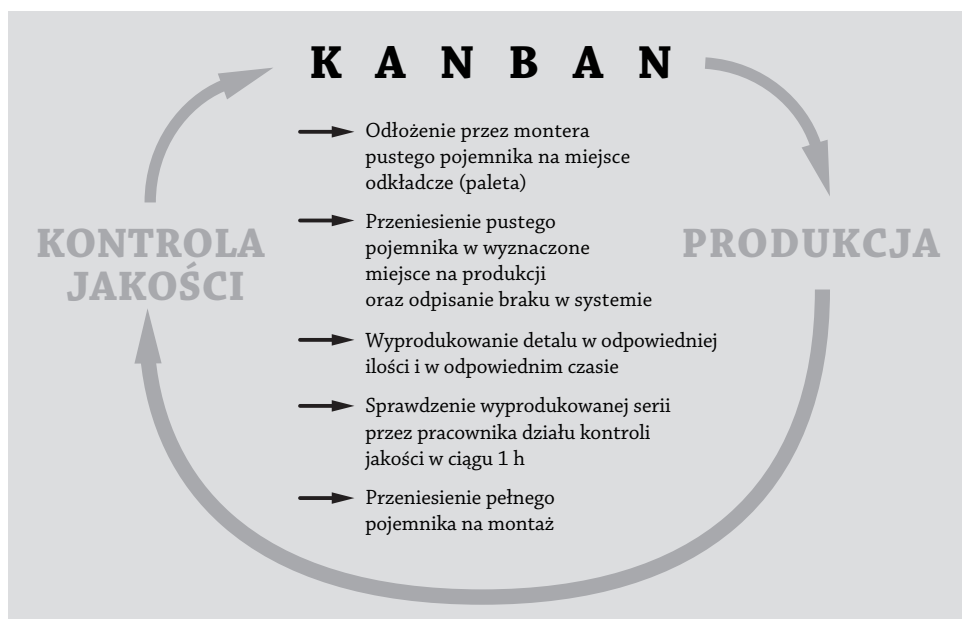 K A N B A N
Odłożenie przez montera
pustego pojemnika na miejsce
odkładcze (paleta)
Przeniesienie pustego
pojemnika w wyznaczone
miejsce na produkcji
oraz odpisanie braku w systemie
Wyprodukowanie detalu w odpowiedniej
ilości i w odpowiednim czasie
Sprawdzenie wyprodukowanej serii
przez pracownika działu kontroli
jakości w ciągu 1 h
Przeniesienie pełnego
pojemnika na montaż
PRODUKCJA
KONTROLA
JAKOŚCI